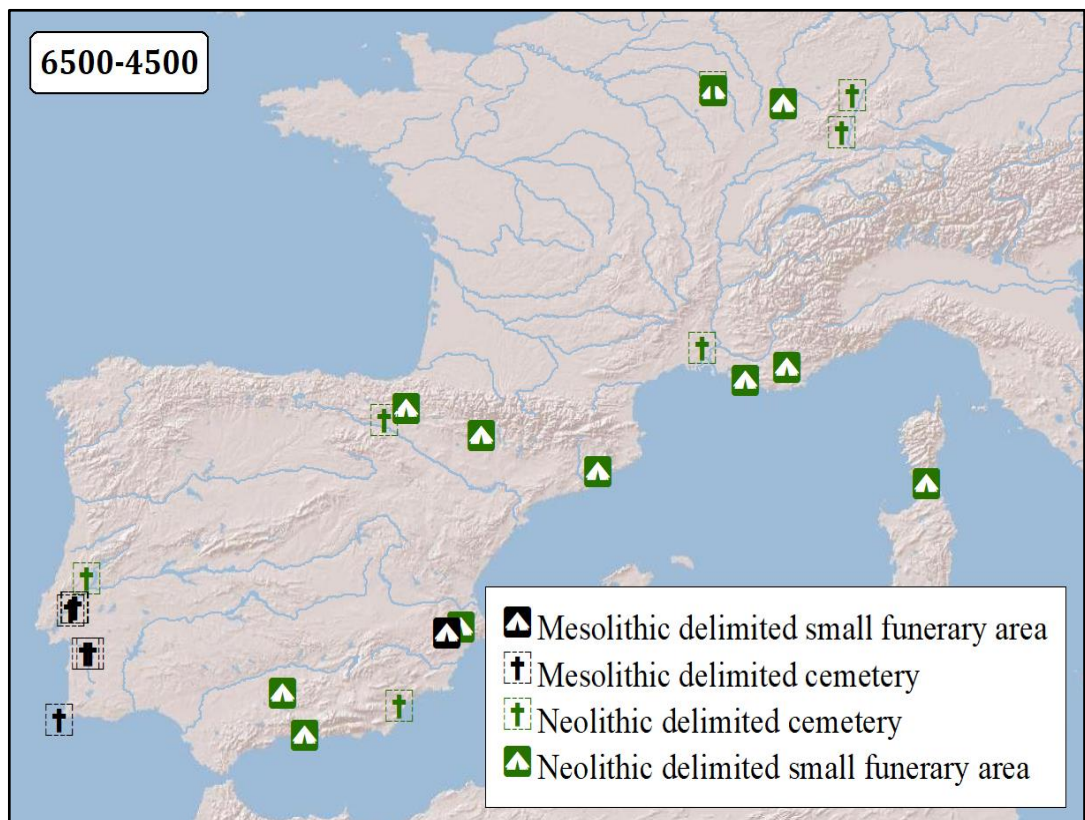 6500-4500
Mesolithic delimited small funerary area
Mesolithic delimited cemetery
Neolithic delimited cemetery
Neolithic delimited small funerary area